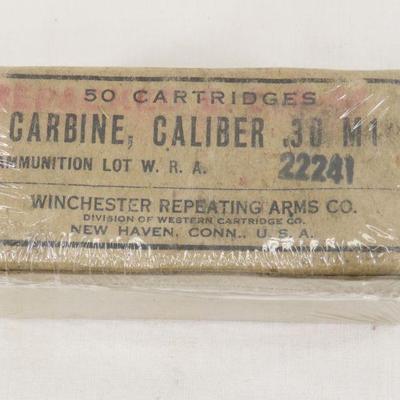 50 CARTRIDGES
CARBINE, CALIBER .30 M1
AMMUNITION LOT W. R. A. 22241
WINCHESTER REPEATING ARMS CO.
DIVISION OF WESTERN CARTRIDGE CO.
NEW HAVEN, CONN., U. S. A.